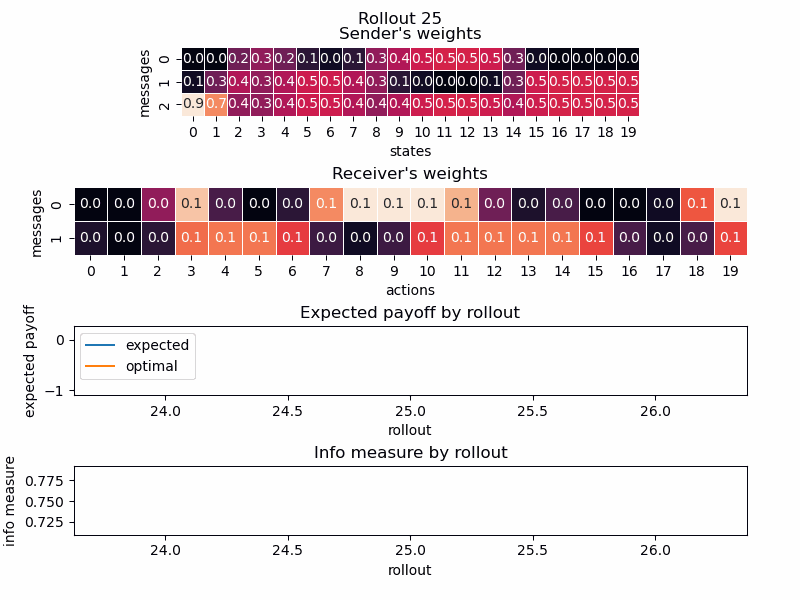 Rollout 25
Sender's weights
messages
0 0.0 0.0 0.2 0.3 0.2 0.1 0.0 0.1 0.3 0.4 0.5 0.5 0.5 0.5 0.3 0.0 0.0 0.0 0.0 0.0
1 0.1 0.3 0.4 0.3 0.4 0.5 0.5 0.4 0.3 0.1 0.0 0.0 0.0 0.1 0.3 0.5 0.5 0.5 0.5 0.5
2 0.9 0.7 0.4 0.3 0.4 0.5 0.5 0.4 0.4 0.4 0.5 0.5 0.5 0.5 0.4 0.5 0.5 0.5 0.5 0.5
0 1 2 3 4 5 6 7 8 9 10 11 12 13 14 15 16 17 18 19
states
Receiver's weights
messages
0 0.0 0.0 0.0 0.1 0.0 0.0 0.0 0.1 0.1 0.1 0.1 0.1 0.0 0.0 0.0 0.0 0.0 0.0 0.1 0.1
1 0.0 0.0 0.0 0.1 0.1 0.1 0.1 0.0 0.0 0.0 0.1 0.1 0.1 0.1 0.1 0.1 0.0 0.0 0.0 0.1
0 1 2 3 4 5 6 7 8 9 10 11 12 13 14 15 16 17 18 19
actions
Expected payoff by rollout
expected payoff
0
−1
expected
optimal
24.0 24.5 25.0 25.5 26.0
rollout
Info measure by rollout
info measure
0.775
0.750
0.725
24.0 24.5 25.0 25.5 26.0
rollout